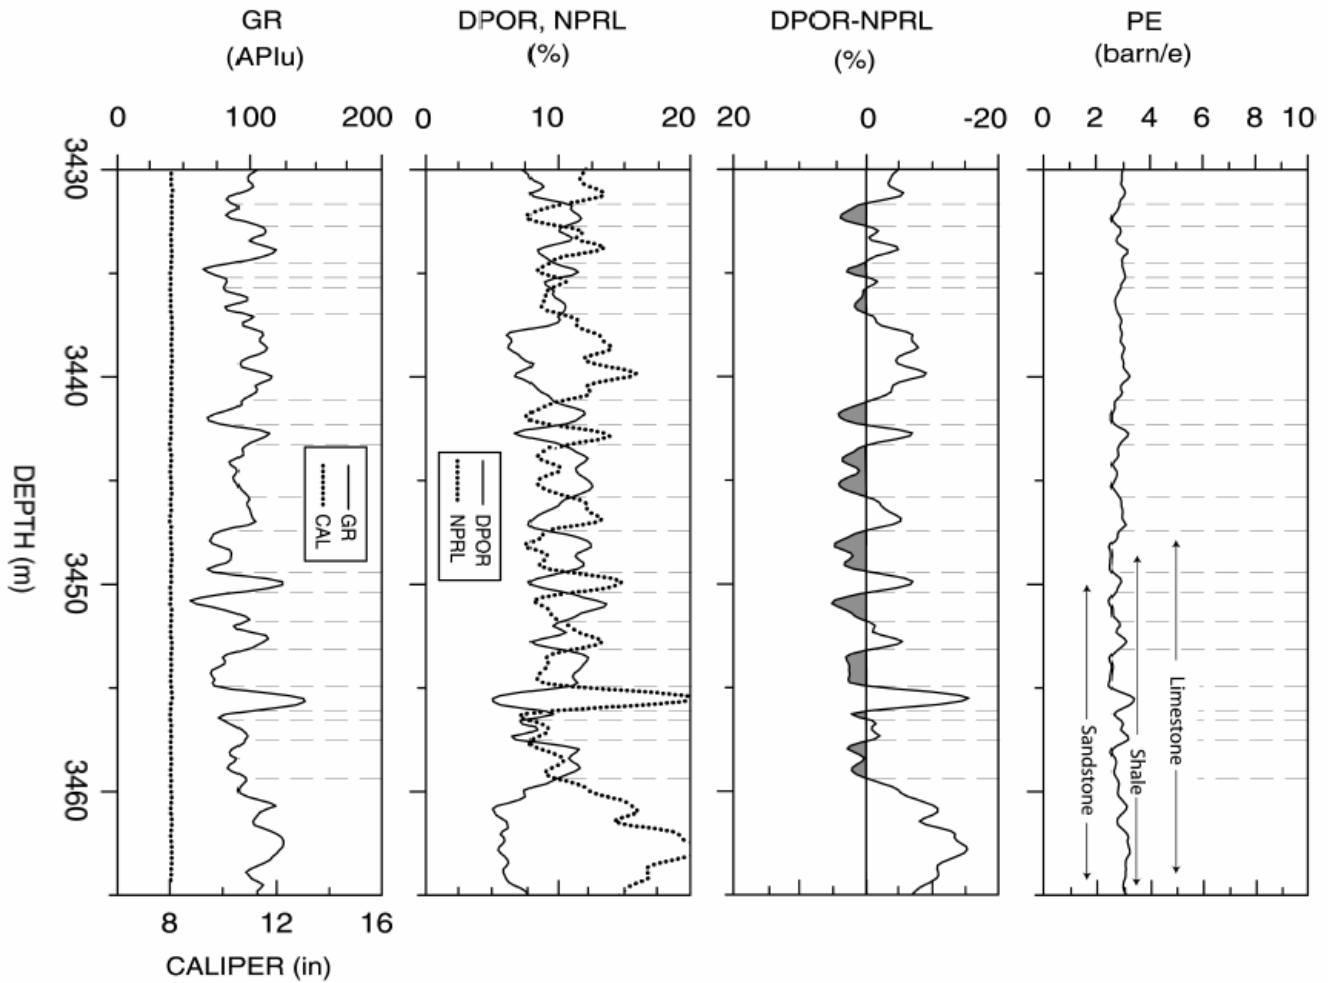 GR
(APIu)
DPOR, NPRL
(%)
DPOR-NPRL
(%)
PE
(barn/e)
0 100 200
0 10 20
20 0 -20
0 2 4 6 8 10
3430
3440
3450
3460
DEPTH (m)
GR
CAL
DPOR
NPRL
Sandstone
Shale
Limestone
8 12 16
CALIPER (in)